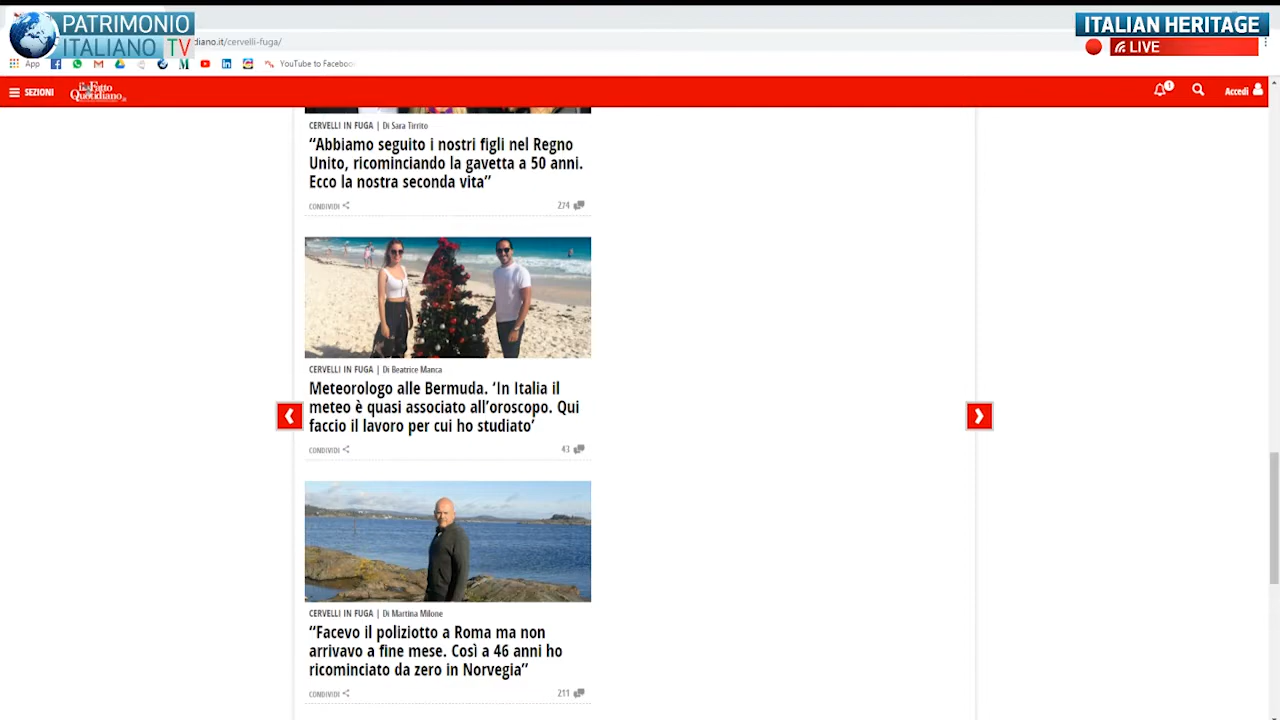 PATRIMONIO
ITALIANO TV
ITALIAN HERITAGE
LIVE
diano.it/cervelli-fuga/
App
YouTube to Faceboo
SEZIONI
Il Fatto
Quotidiano.it
1
Accedi
CERVELLI IN FUGA | Di Sara Tirrito
“Abbiamo seguito i nostri figli nel Regno
Unito, ricominciando la gavetta a 50 anni.
Ecco la nostra seconda vita”
CONDIVIDI
274
CERVELLI IN FUGA | Di Beatrice Manca
Meteorologo alle Bermuda. ‘In Italia il
meteo è quasi associato all’oroscopo. Qui
faccio il lavoro per cui ho studiato’
CONDIVIDI
43
CERVELLI IN FUGA | Di Martina Milone
“Facevo il poliziotto a Roma ma non
arrivavo a fine mese. Così a 46 anni ho
ricominciato da zero in Norvegia”
CONDIVIDI
211